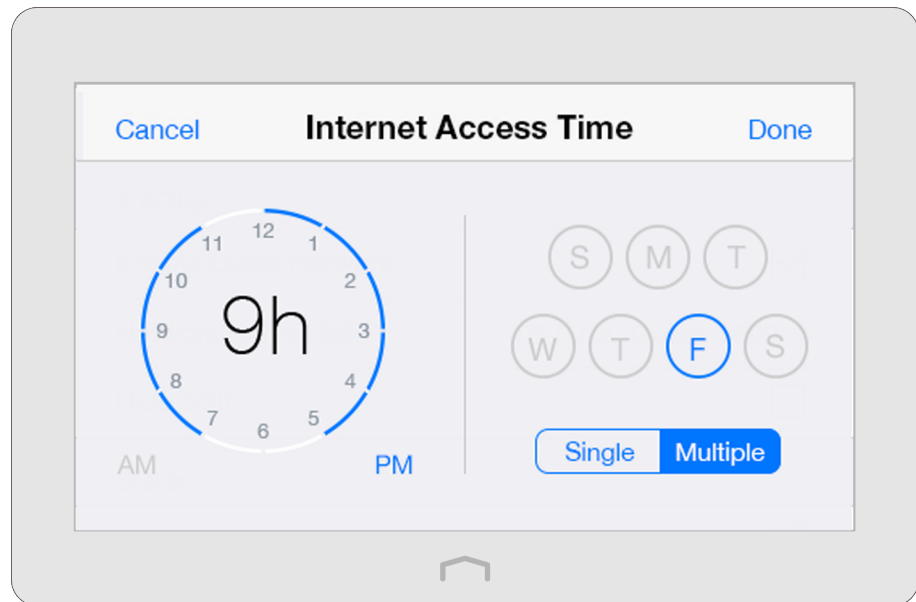 Cancel Internet Access Time Done
12
11 1
10 2
9 9h 3
8 4
7 5
6
AM PM
S M T
W T F S
Single Multiple